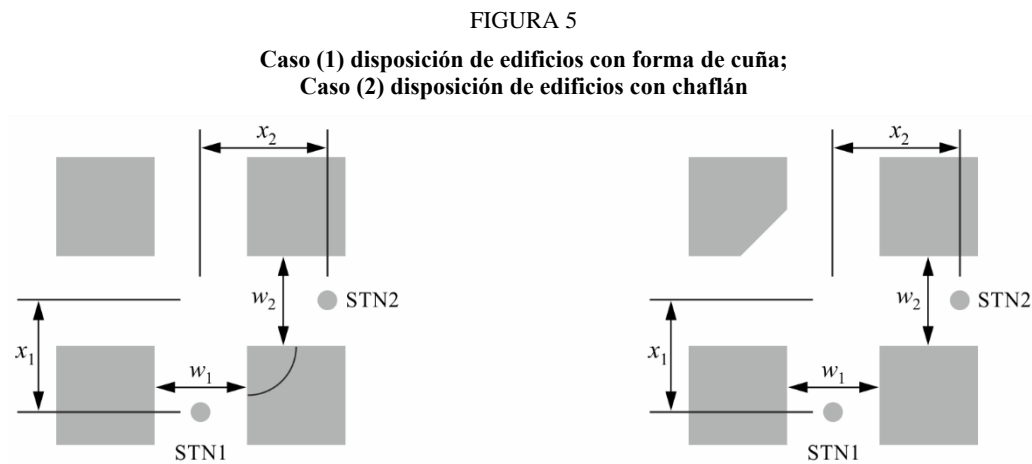 FIGURA 5
Caso (1) disposición de edificios con forma de cuña;
Caso (2) disposición de edificios con chaflán
x2
w2
STN2
x1
w1
STN1
x2
w2
STN2
x1
w1
STN1